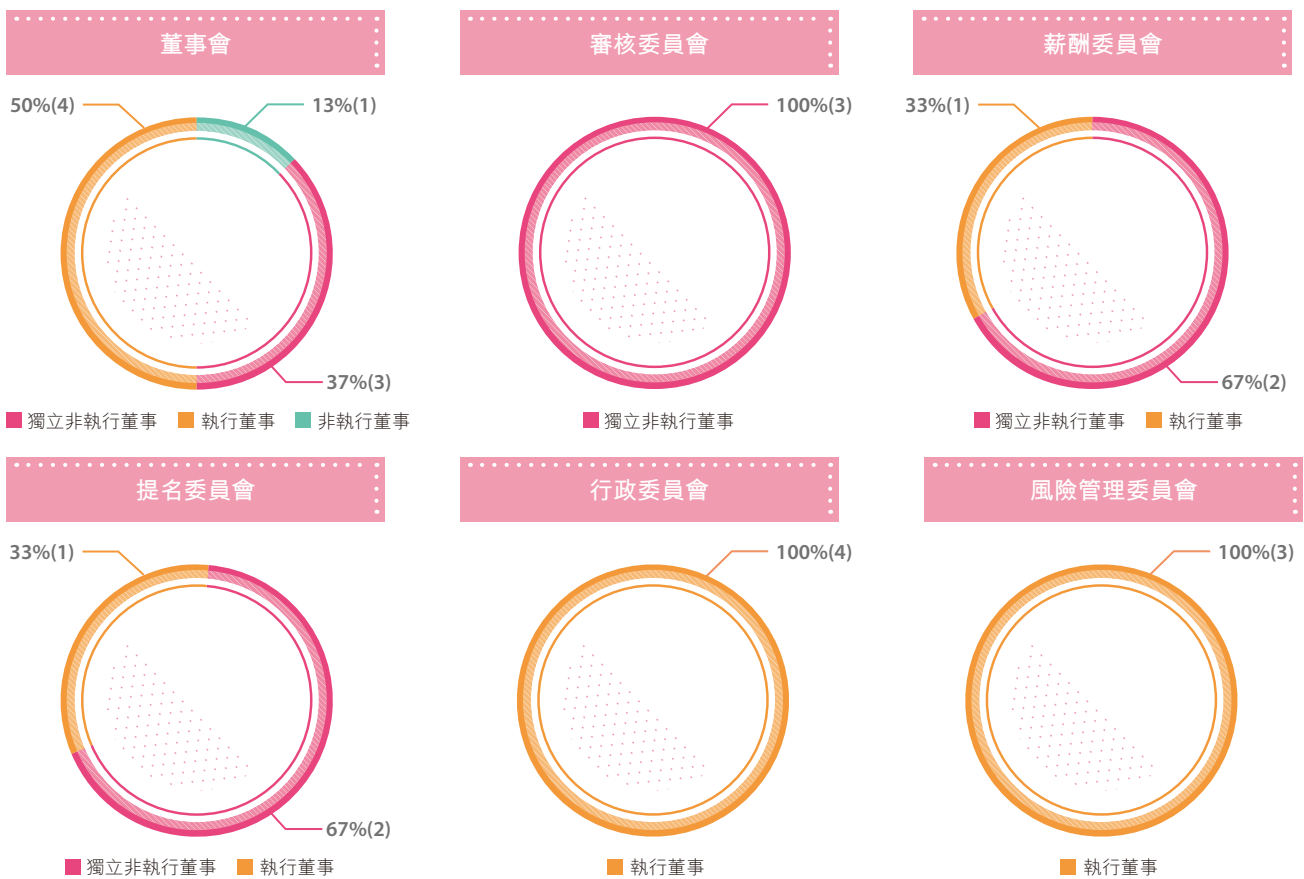 董事會
50%(4)
13%(1)
37%(3)
獨立非執行董事 執行董事 非執行董事
審核委員會
100%(3)
獨立非執行董事
薪酬委員會
33%(1)
67%(2)
獨立非執行董事 執行董事
提名委員會
33%(1)
67%(2)
獨立非執行董事 執行董事
行政委員會
100%(4)
執行董事
風險管理委員會
100%(3)
執行董事